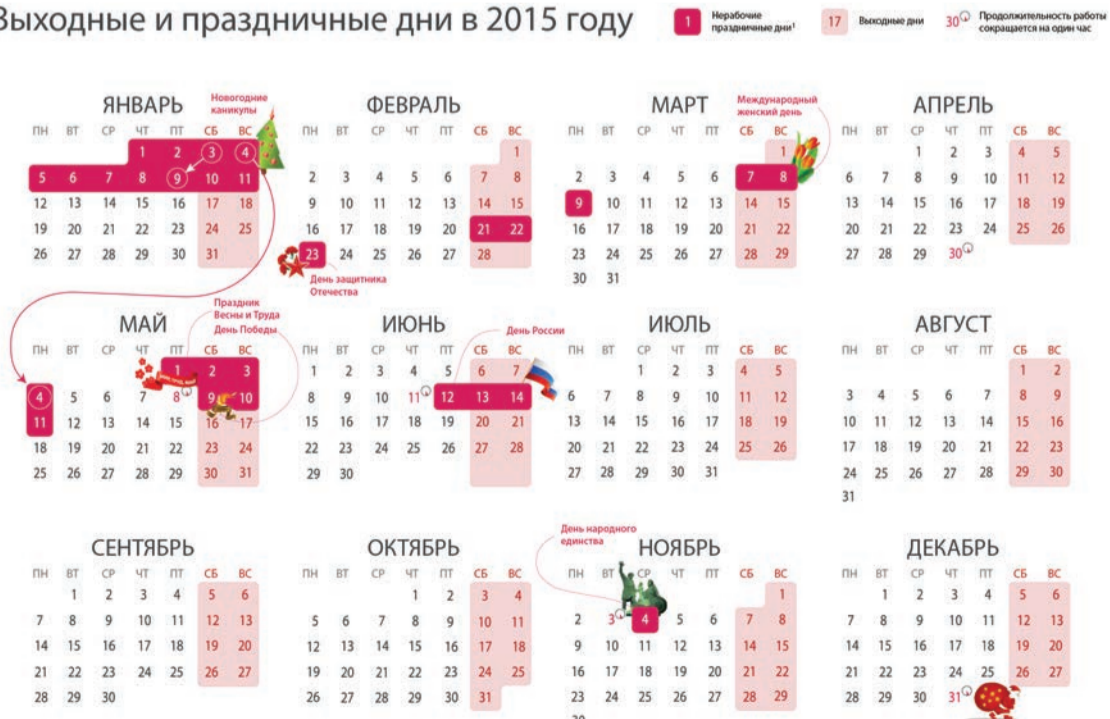 Выходные и праздничные дни в 2015 году
1 Нерабочие
праздничные дни¹
17 Выходные дни
30 Продолжительность работы
сокращается на один час
ЯНВАРЬ
Новогодние
каникулы
ПН ВТ СР ЧТ ПТ СБ ВС
1 2 3 4
5 6 7 8 9 10 11
12 13 14 15 16 17 18
19 20 21 22 23 24 25
26 27 28 29 30 31
ФЕВРАЛЬ
ПН ВТ СР ЧТ ПТ СБ ВС
1
2 3 4 5 6 7 8
9 10 11 12 13 14 15
16 17 18 19 20 21 22
23 24 25 26 27 28
День защитника
Отечества
МАРТ
Международный
женский день
ПН ВТ СР ЧТ ПТ СБ ВС
1
2 3 4 5 6 7 8
9 10 11 12 13 14 15
16 17 18 19 20 21 22
23 24 25 26 27 28 29
30 31
АПРЕЛЬ
ПН ВТ СР ЧТ ПТ СБ ВС
1 2 3 4 5
6 7 8 9 10 11 12
13 14 15 16 17 18 19
20 21 22 23 24 25 26
27 28 29 30
Праздник
Весны и Труда
МАЙ
День Победы
ПН ВТ СР ЧТ ПТ СБ ВС
1 2 3
4 5 6 7 8 9 10
11 12 13 14 15 16 17
18 19 20 21 22 23 24
25 26 27 28 29 30 31
ИЮНЬ
День России
ПН ВТ СР ЧТ ПТ СБ ВС
1 2 3 4 5 6 7
8 9 10 11 12 13 14
15 16 17 18 19 20 21
22 23 24 25 26 27 28
29 30
ИЮЛЬ
ПН ВТ СР ЧТ ПТ СБ ВС
1 2 3 4 5
6 7 8 9 10 11 12
13 14 15 16 17 18 19
20 21 22 23 24 25 26
27 28 29 30 31
АВГУСТ
ПН ВТ СР ЧТ ПТ СБ ВС
1 2
3 4 5 6 7 8 9
10 11 12 13 14 15 16
17 18 19 20 21 22 23
24 25 26 27 28 29 30
31
СЕНТЯБРЬ
ПН ВТ СР ЧТ ПТ СБ ВС
1 2 3 4 5 6
7 8 9 10 11 12 13
14 15 16 17 18 19 20
21 22 23 24 25 26 27
28 29 30
ОКТЯБРЬ
ПН ВТ СР ЧТ ПТ СБ ВС
1 2 3 4
5 6 7 8 9 10 11
12 13 14 15 16 17 18
19 20 21 22 23 24 25
26 27 28 29 30 31
День народного
единства
НОЯБРЬ
ПН ВТ СР ЧТ ПТ СБ ВС
1
2 3 4 5 6 7 8
9 10 11 12 13 14 15
16 17 18 19 20 21 22
23 24 25 26 27 28 29
ДЕКАБРЬ
ПН ВТ СР ЧТ ПТ СБ ВС
1 2 3 4 5 6
7 8 9 10 11 12 13
14 15 16 17 18 19 20
21 22 23 24 25 26 27
28 29 30 31